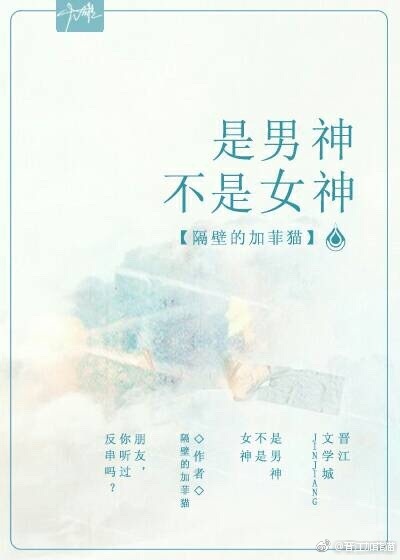 是男神
不是女神
【隔壁的加菲猫】
晋江
文学城
JINJIANG
是男神
不是
女神
◇作者◇
隔壁的加菲猫
朋友，
你听过
反串吗？